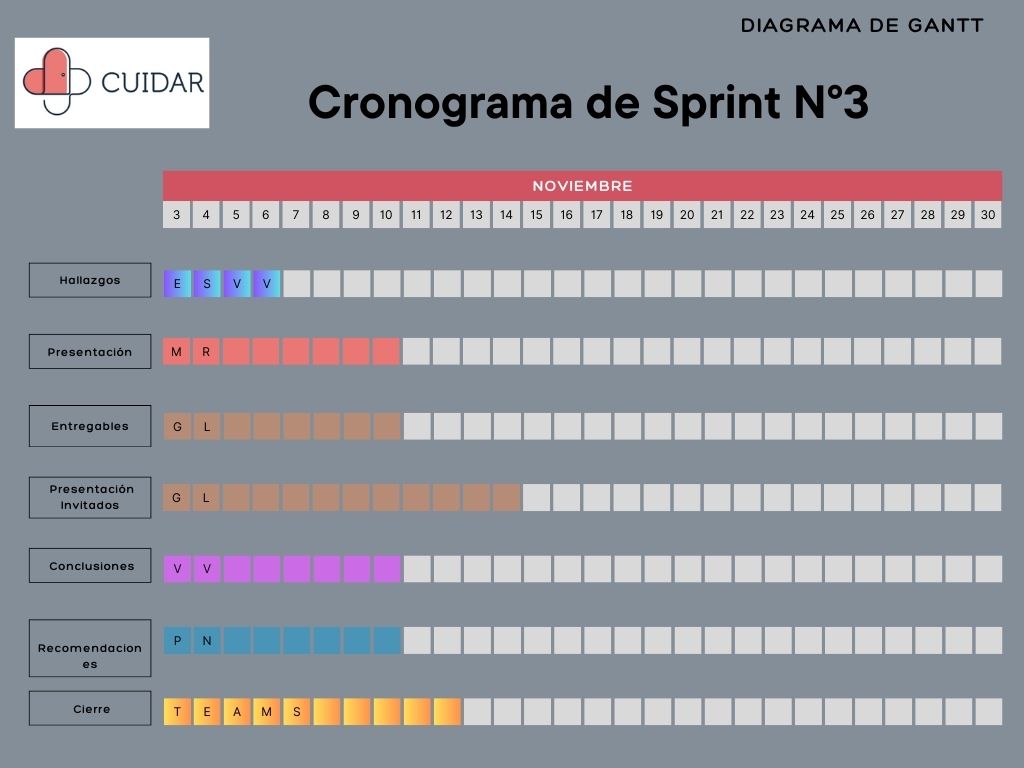 DIAGRAMA DE GANTT
CUIDAR
Cronograma de Sprint N°3
NOVIEMBRE
3 4 5 6 7 8 9 10 11 12 13 14 15 16 17 18 19 20 21 22 23 24 25 26 27 28 29 30
Hallazgos E S V V
Presentación M R
Entregables G L
Presentación
Invitados G L
Conclusiones V V
Recomendacion
es P N
Cierre T E A M S